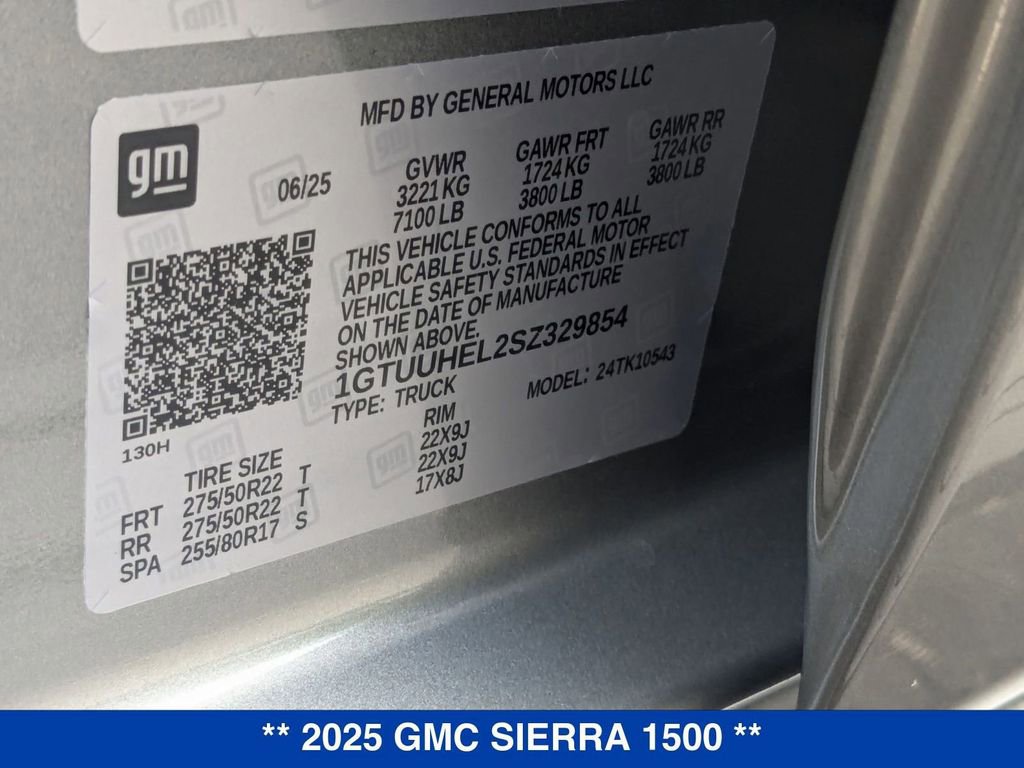 gm
MFD BY GENERAL MOTORS LLC
06/25
GVWR GAWR FRT GAWR RR
3221 KG 1724 KG 1724 KG
7100 LB 3800 LB 3800 LB
THIS VEHICLE CONFORMS TO ALL
APPLICABLE U.S. FEDERAL MOTOR
VEHICLE SAFETY STANDARDS IN EFFECT
ON THE DATE OF MANUFACTURE
SHOWN ABOVE.
1GTUUHEL2SZ329854
TYPE: TRUCK MODEL: 24TK10543
130H
TIRE SIZE RIM
FRT 275/50R22 T 22X9J
RR 275/50R22 T 22X9J
SPA 255/80R17 S 17X8J
** 2025 GMC SIERRA 1500 **